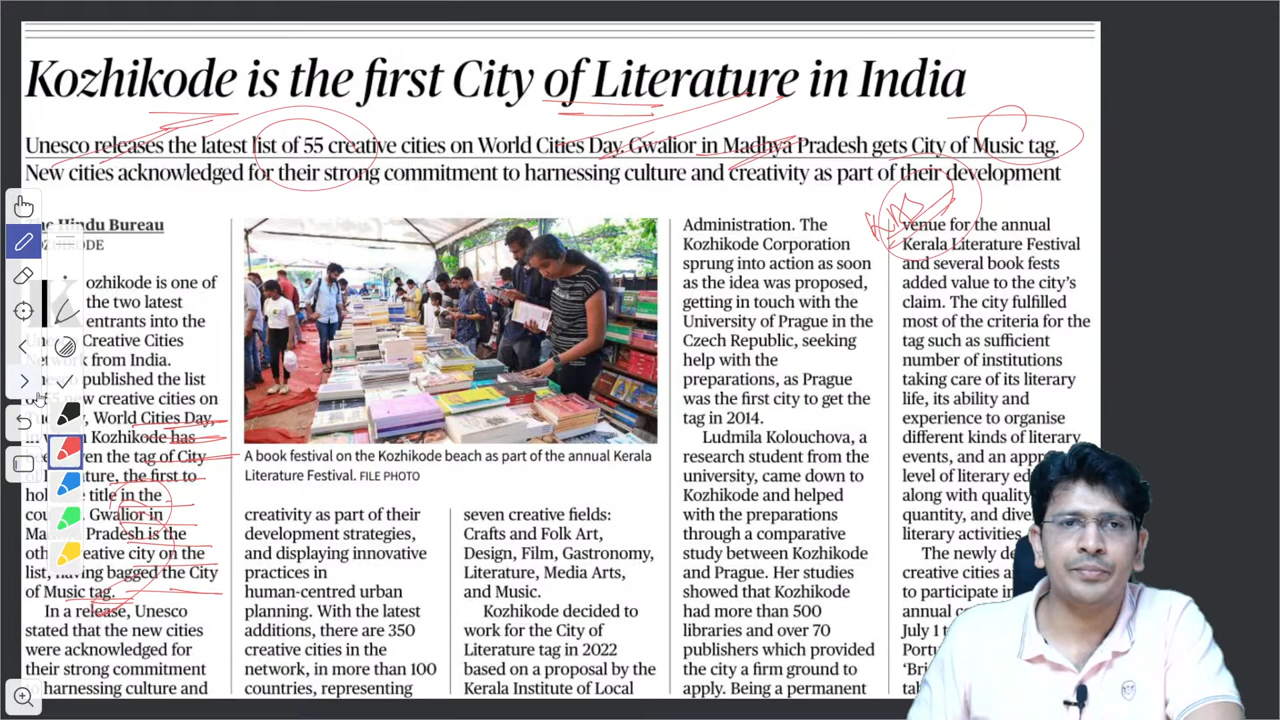 Kozhikode is the first City of Literature in India
Unesco releases the latest list of 55 creative cities on World Cities Day. Gwalior in Madhya Pradesh gets City of Music tag.
New cities acknowledged for their strong commitment to harnessing culture and creativity as part of their development
Hindu Bureau
ozhikode is one of
the two latest
entrants into the
Creative Cities
from India.
published the list
new creative cities on
World Cities Day,
Kozhikode has
the tag of City
the first to
title in the
Gwalior in
Pradesh is the
city on the
list, having bagged the City
of Music tag.
In a release, Unesco
stated that the new cities
were acknowledged for
their strong commitment
harnessing culture and
A book festival on the Kozhikode beach as part of the annual Kerala
Literature Festival. FILE PHOTO
creativity as part of their
development strategies,
and displaying innovative
practices in
human-centred urban
planning. With the latest
additions, there are 350
creative cities in the
network, in more than 100
countries, representing
seven creative fields:
Crafts and Folk Art,
Design, Film, Gastronomy,
Literature, Media Arts,
and Music.
Kozhikode decided to
work for the City of
Literature tag in 2022
based on a proposal by the
Kerala Institute of Local
Administration. The
Kozhikode Corporation
sprung into action as soon
as the idea was proposed,
getting in touch with the
University of Prague in the
Czech Republic, seeking
help with the
preparations, as Prague
was the first city to get the
tag in 2014.
Ludmila Kolouchova, a
research student from the
university, came down to
Kozhikode and helped
with the preparations
through a comparative
study between Kozhikode
and Prague. Her studies
showed that Kozhikode
had more than 500
libraries and over 70
publishers which provided
the city a firm ground to
apply. Being a permanent
venue for the annual
Kerala Literature Festival
and several book fests
added value to the city's
claim. The city fulfilled
most of the criteria for the
tag such as sufficient
number of institutions
taking care of its literary
life, its ability and
experience to organise
different kinds of literary
events, and an
level of literary
along with quality
quantity, and
literary activities.
The newly
creative cities
to participate in
annual
July 1